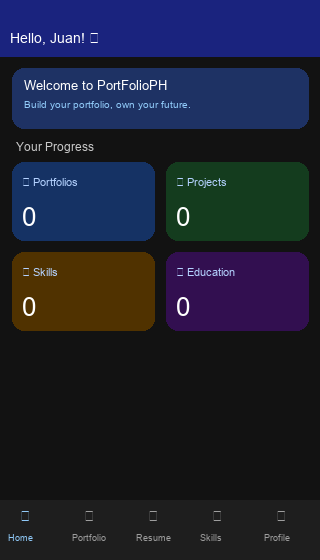 Hello, Juan!
Welcome to PortFolioPH
Build your portfolio, own your future.
Your Progress
Portfolios
Projects
0
0
Skills
Education
0
0
Home
Portfolio
Resume
Skills
Profile